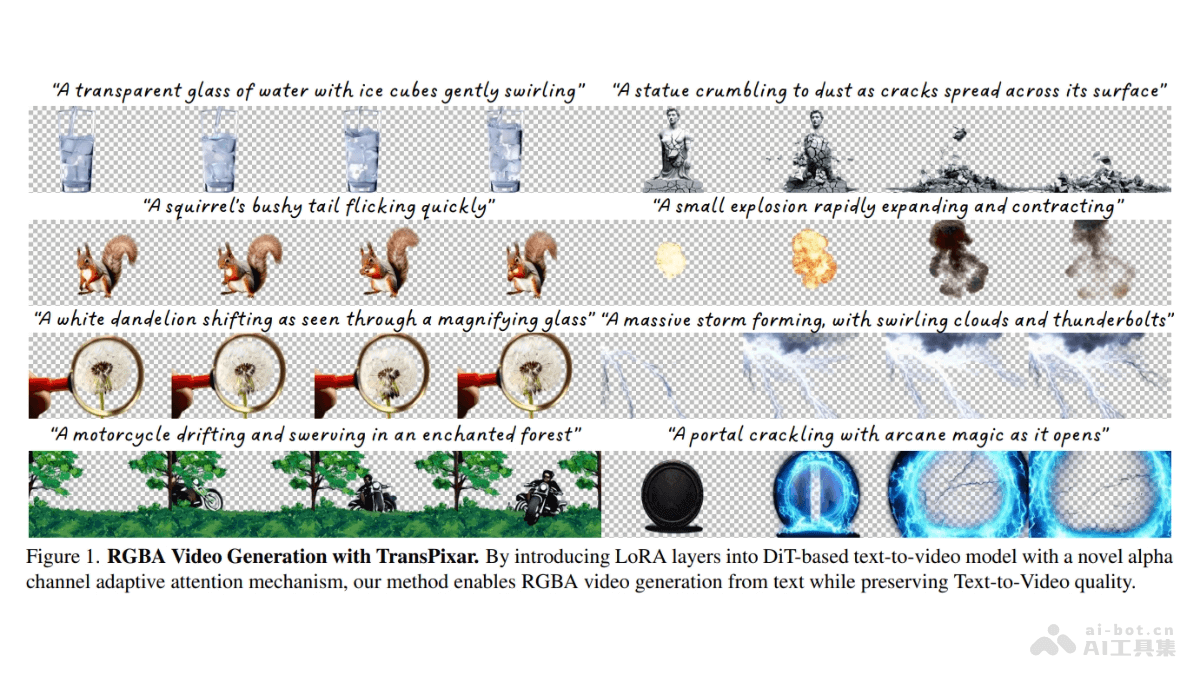 "A transparent glass of water with ice cubes gently swirling"
"A statue crumbling to dust as cracks spread across its surface"
"A squirrel's bushy tail flicking quickly"
"A small explosion rapidly expanding and contracting"
"A white dandelion shifting as seen through a magnifying glass"
"A massive storm forming, with swirling clouds and thunderbolts"
"A motorcycle drifting and swerving in an enchanted forest"
"A portal crackling with arcane magic as it opens"
Figure 1. RGBA Video Generation with TransPixar. By introducing LoRA layers into DiT-based text-to-video model with a novel alpha
channel adaptive attention mechanism, our method enables RGBA video generation from text while preserving Text-to-Video quality.
ai-bot.cn
AI工具集